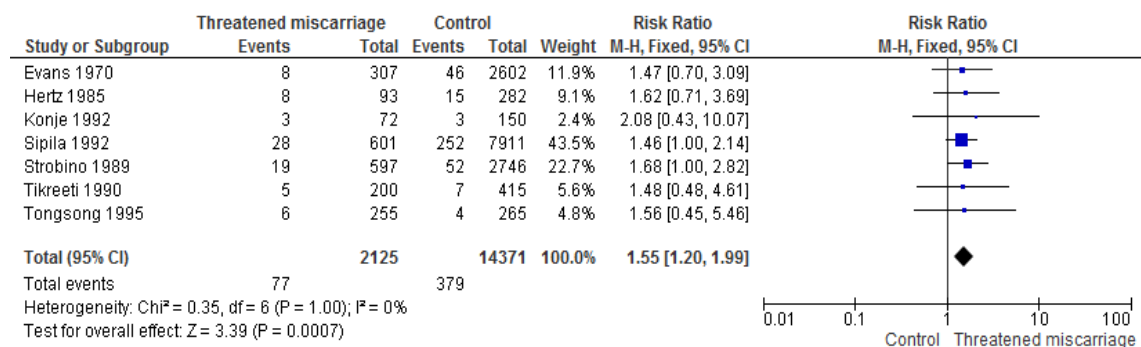 Threatened miscarriage Control Risk Ratio Risk Ratio
Study or Subgroup Events Total Events Total Weight M-H, Fixed, 95% CI M-H, Fixed, 95% CI
Evans 1970 8 307 46 2602 11.9% 1.47 [0.70, 3.09]
Hertz 1985 8 93 15 282 9.1% 1.62 [0.71, 3.69]
Konje 1992 3 72 3 150 2.4% 2.08 [0.43, 10.07]
Sipila 1992 28 601 252 7911 43.5% 1.46 [1.00, 2.14]
Strobino 1989 19 597 52 2746 22.7% 1.68 [1.00, 2.82]
Tikreeti 1990 5 200 7 415 5.6% 1.48 [0.48, 4.61]
Tongsong 1995 6 255 4 265 4.8% 1.56 [0.45, 5.46]
Total (95% CI) 2125 14371 100.0% 1.55 [1.20, 1.99]
Total events 77 379
Heterogeneity: Chi² = 0.35, df = 6 (P = 1.00); I² = 0%
Test for overall effect: Z = 3.39 (P = 0.0007)
0.01 0.1 1 10 100
Control Threatened miscarriage